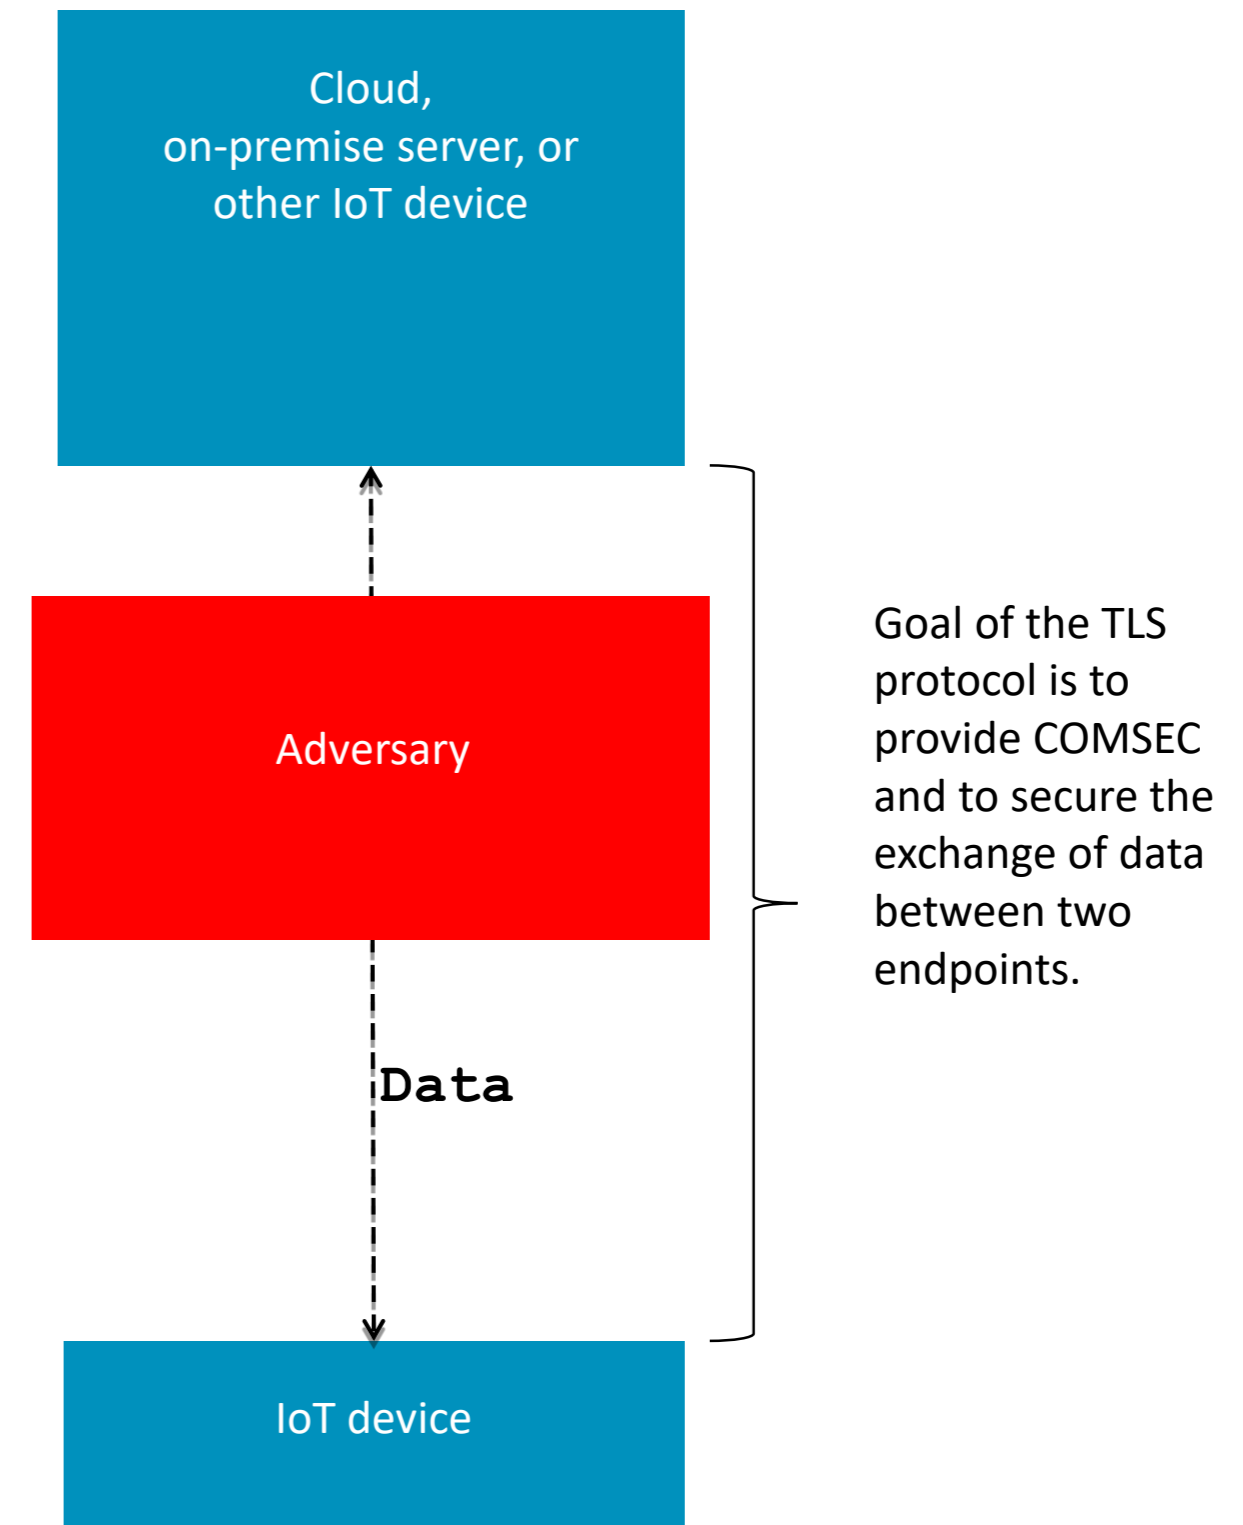 Cloud,
on-premise server, or
other IoT device
Adversary
Goal of the TLS
protocol is to
provide COMSEC
and to secure the
exchange of data
between two
endpoints.
Data
IoT device